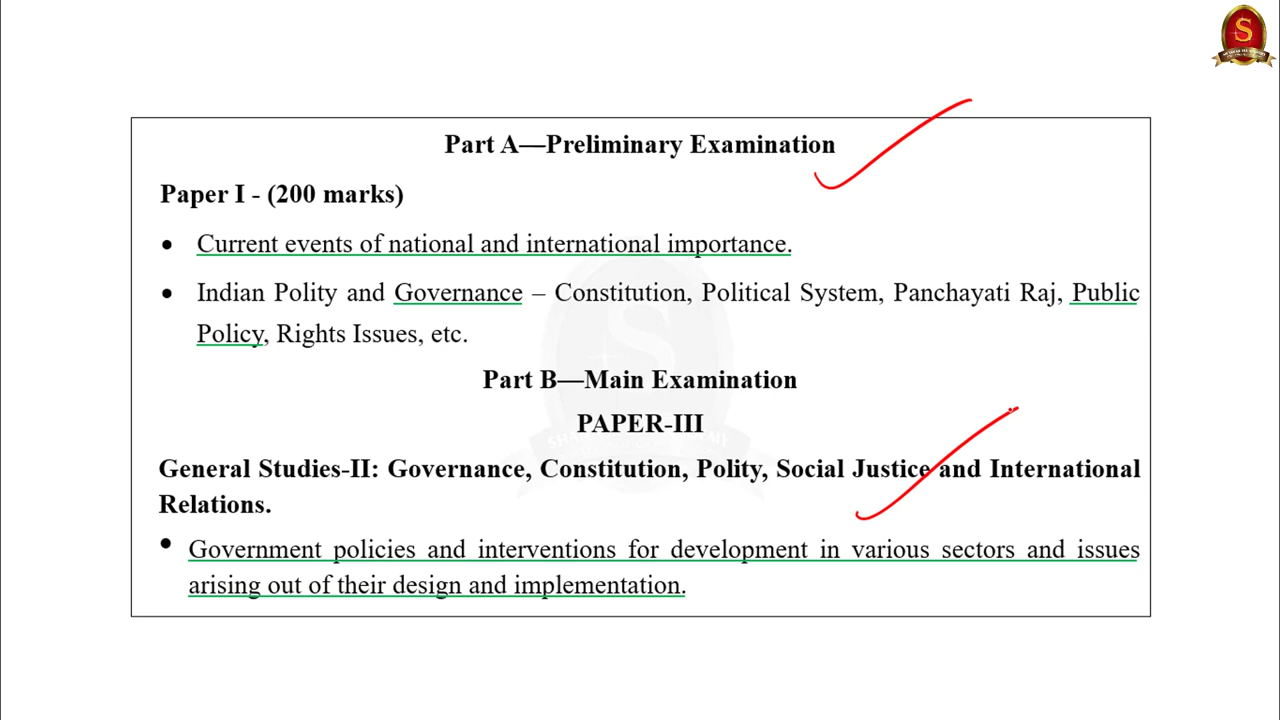 S
Part A—Preliminary Examination
Paper I - (200 marks)
• Current events of national and international importance.
• Indian Polity and Governance – Constitution, Political System, Panchayati Raj, Public
Policy, Rights Issues, etc.
Part B—Main Examination
PAPER-III
General Studies-II: Governance, Constitution, Polity, Social Justice and International
Relations.
• Government policies and interventions for development in various sectors and issues
arising out of their design and implementation.